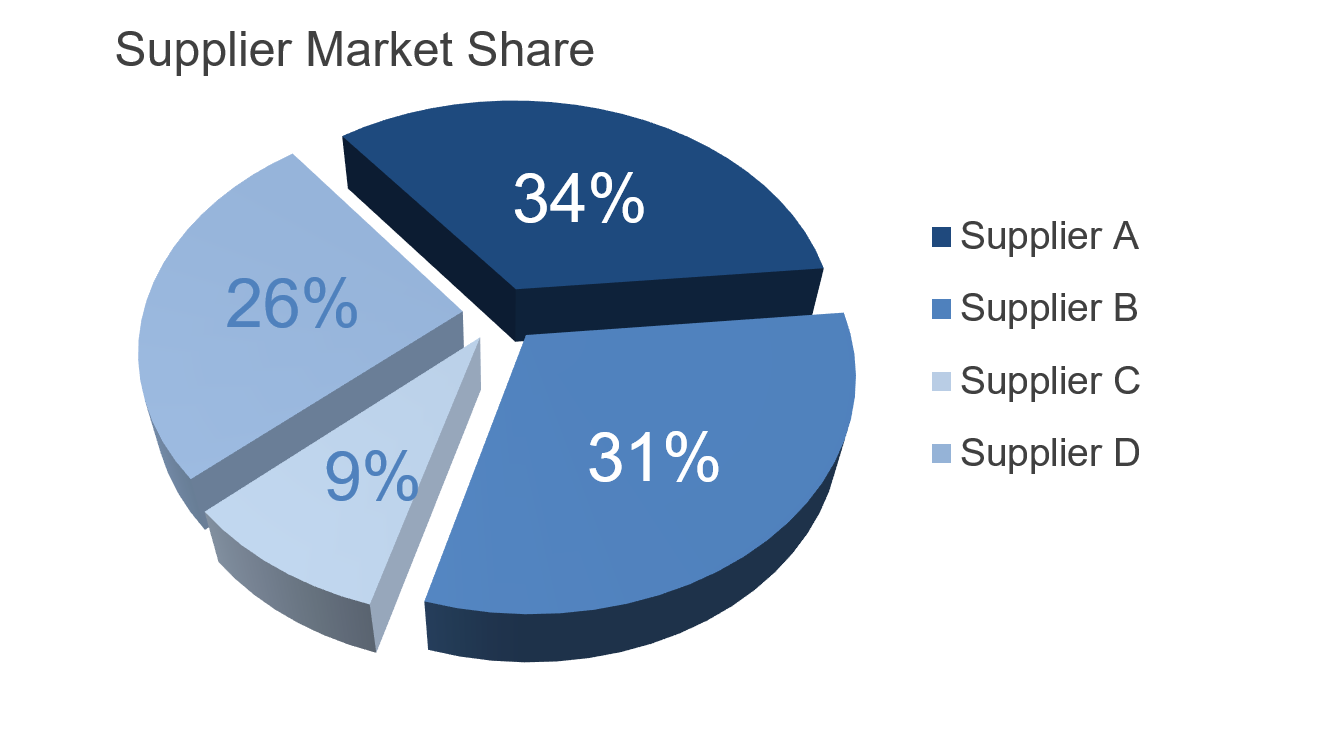 Supplier Market Share
34%
26%
31%
9%
Supplier A
Supplier B
Supplier C
Supplier D